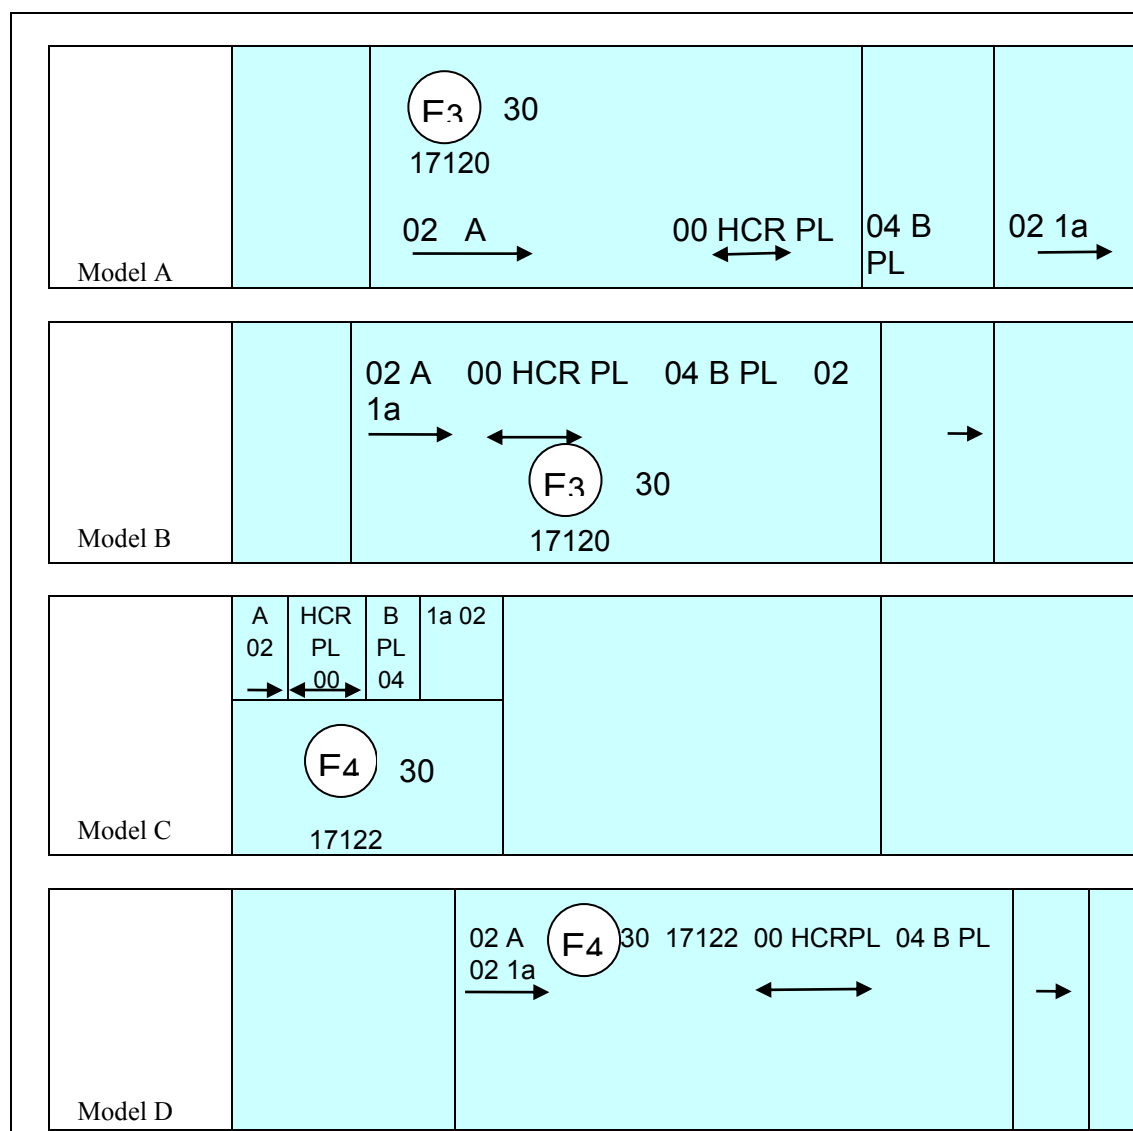 F3 30
17120
02 A 00 HCR PL 04 B 02 1a
PL
Model A
02 A 00 HCR PL 04 B PL 02
1a
F3 30
17120
Model B
A HCR B 1a 02
02 PL PL
00 04
F4 30
17122
Model C
02 A F4 30 17122 00 HCRPL 04 B PL
02 1a
Model D